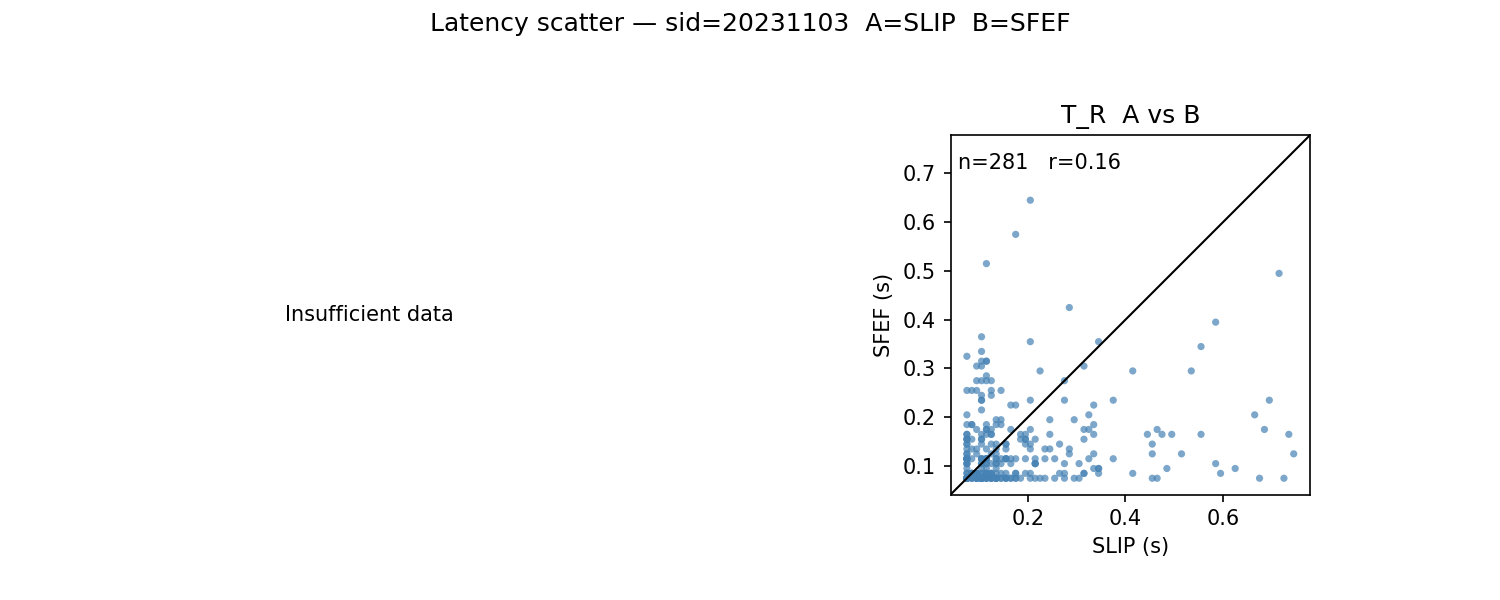 Latency scatter — sid=20231103  A=SLIP  B=SFEF
Insufficient data
T_R  A vs B
n=281   r=0.16
0.7
0.6
0.5
0.4
0.3
0.2
0.1
SFEF (s)
0.2
0.4
0.6
SLIP (s)